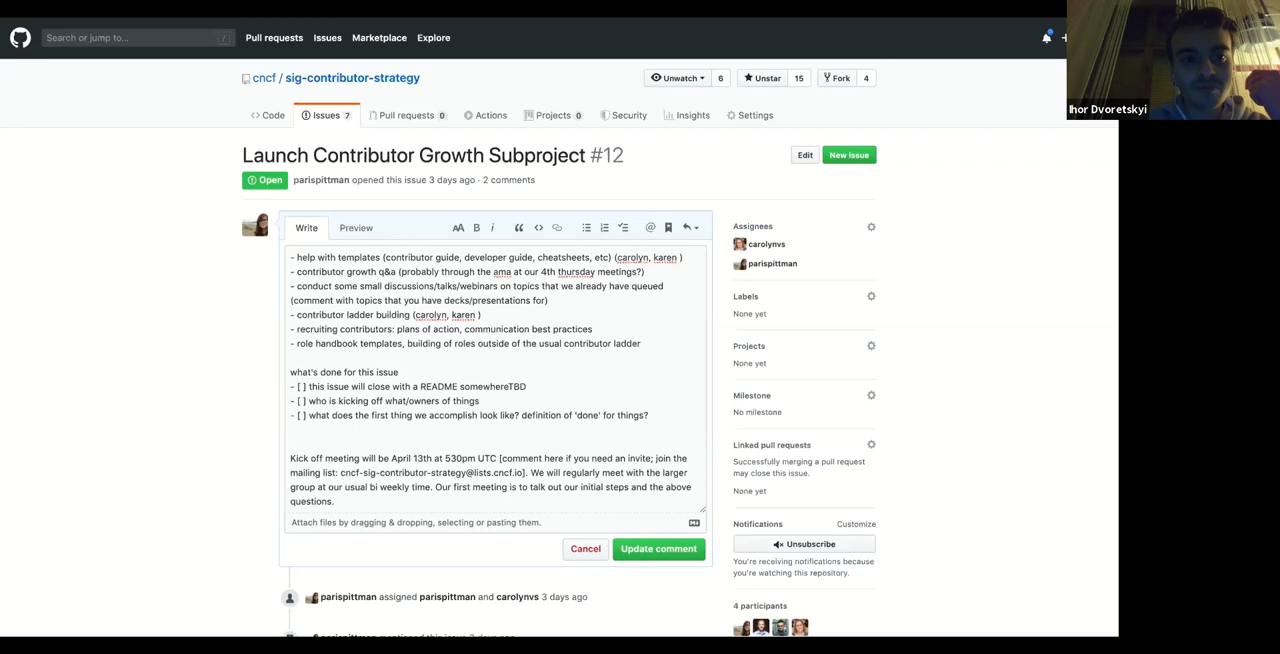 Search or jump to...
/
Pull requests
Issues
Marketplace
Explore
Ihor Dvoretskyi
cncf / sig-contributor-strategy
Unwatch
6
Unstar
15
Fork
4
Code
Issues 7
Pull requests 0
Actions
Projects 0
Security
Insights
Settings
Launch Contributor Growth Subproject #12
Edit
New issue
Open
parispittman opened this issue 3 days ago · 2 comments
Write
Preview
- help with templates (contributor guide, developer guide, cheatsheets, etc) (carolyn, karen )
- contributor growth q&a (probably through the ama at our 4th thursday meetings?)
- conduct some small discussions/talks/webinars on topics that we already have queued
(comment with topics that you have decks/presentations for)
- contributor ladder building (carolyn, karen )
- recruiting contributors: plans of action, communication best practices
- role handbook templates, building of roles outside of the usual contributor ladder
what's done for this issue
- [ ] this issue will close with a README somewhereTBD
- [ ] who is kicking off what/owners of things
- [ ] what does the first thing we accomplish look like? definition of 'done' for things?
Kick off meeting will be April 13th at 530pm UTC [comment here if you need an invite; join the
mailing list: cncf-sig-contributor-strategy@lists.cncf.io]. We will regularly meet with the larger
group at our usual bi weekly time. Our first meeting is to talk out our initial steps and the above
questions.
Attach files by dragging & dropping, selecting or pasting them.
Cancel
Update comment
parispittman assigned parispittman and carolynvs 3 days ago
parispittman mentioned this issue 3 days ago
Assignees
carolynvs
parispittman
Labels
None yet
Projects
None yet
Milestone
No milestone
Linked pull requests
Successfully merging a pull request
may close this issue.
None yet
Notifications
Customize
Unsubscribe
You're receiving notifications because
you're watching this repository.
4 participants